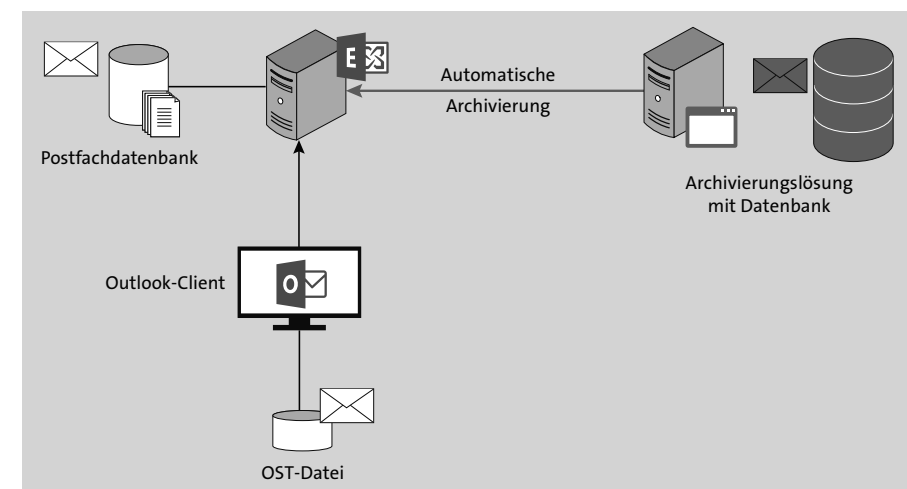 E
Automatische
Archivierung
Postfachdatenbank
Archivierungslösung
mit Datenbank
Outlook-Client
O
OST-Datei